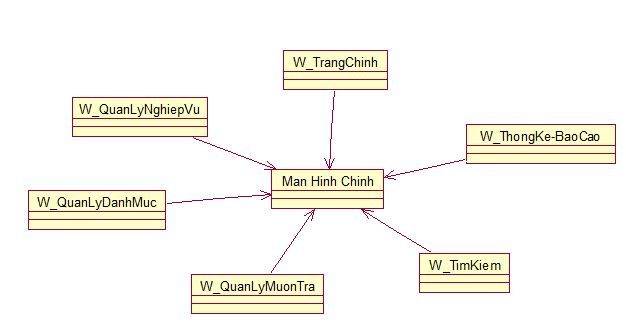 W_TrangChinh
W_QuanLyNghiepVu
W_ThongKe-BaoCao
Man Hinh Chinh
W_QuanLyDanhMuc
W_TimKiem
W_QuanLyMuonTra